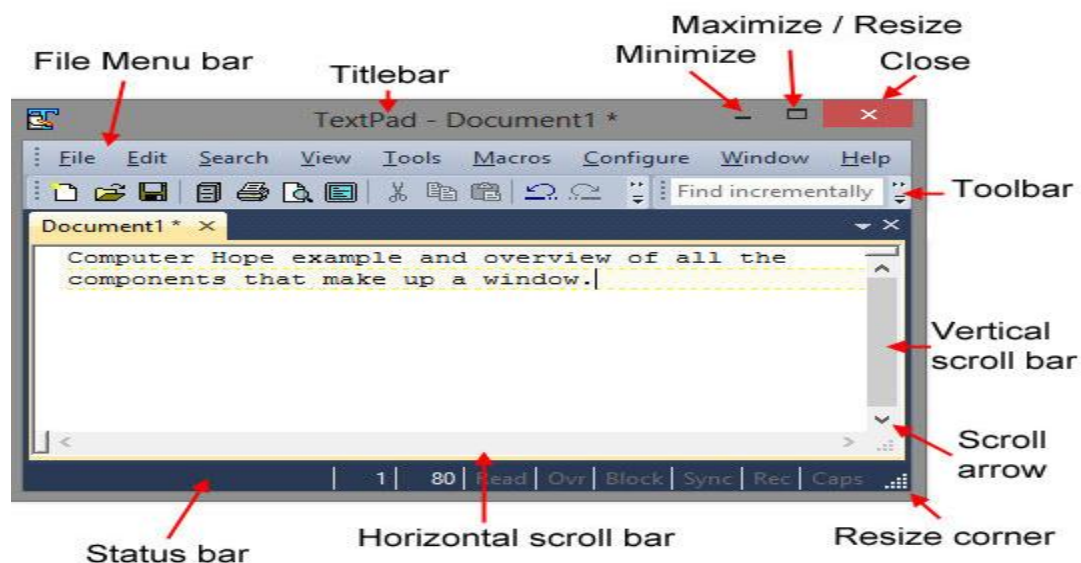 Maximize / Resize
File Menu bar
Titlebar
Minimize
Close
TextPad - Document1 *
File Edit Search View Tools Macros Configure Window Help
Find incrementally
Toolbar
Document1 *
Computer Hope example and overview of all the
components that make up a window.
Vertical
scroll bar
Scroll
arrow
1 80 Read Ovr Block Sync Rec Caps
Status bar
Horizontal scroll bar
Resize corner